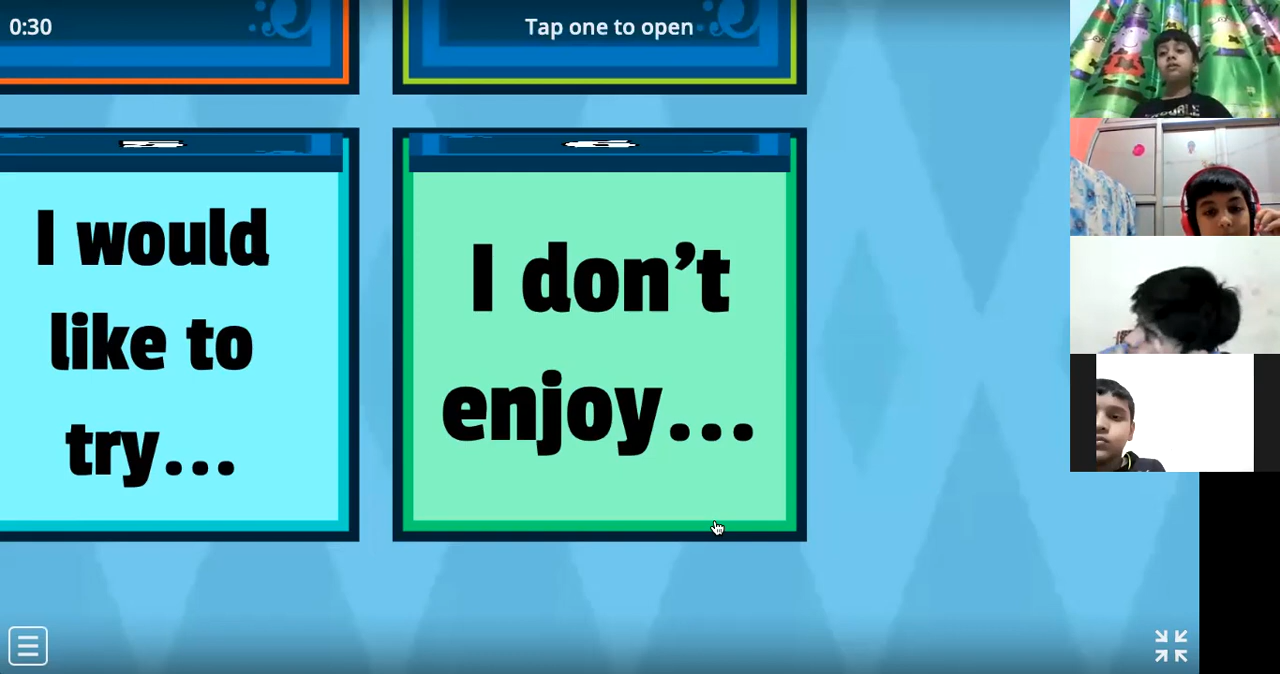 0:30
Tap one to open
I would
like to
try...
I don't
enjoy...